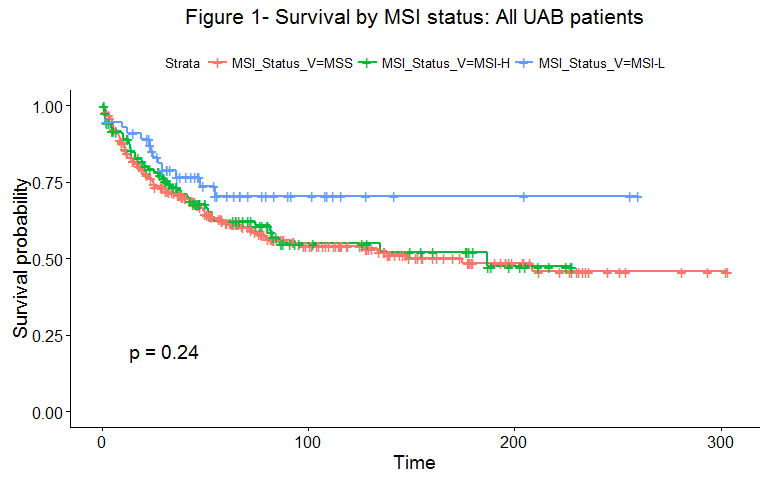 Figure 1- Survival by MSI status: All UAB patients
Strata MSI_Status_V=MSS MSI_Status_V=MSI-H MSI_Status_V=MSI-L
Survival probability
1.00
0.75
0.50
0.25
0.00
p = 0.24
0 100 200 300
Time